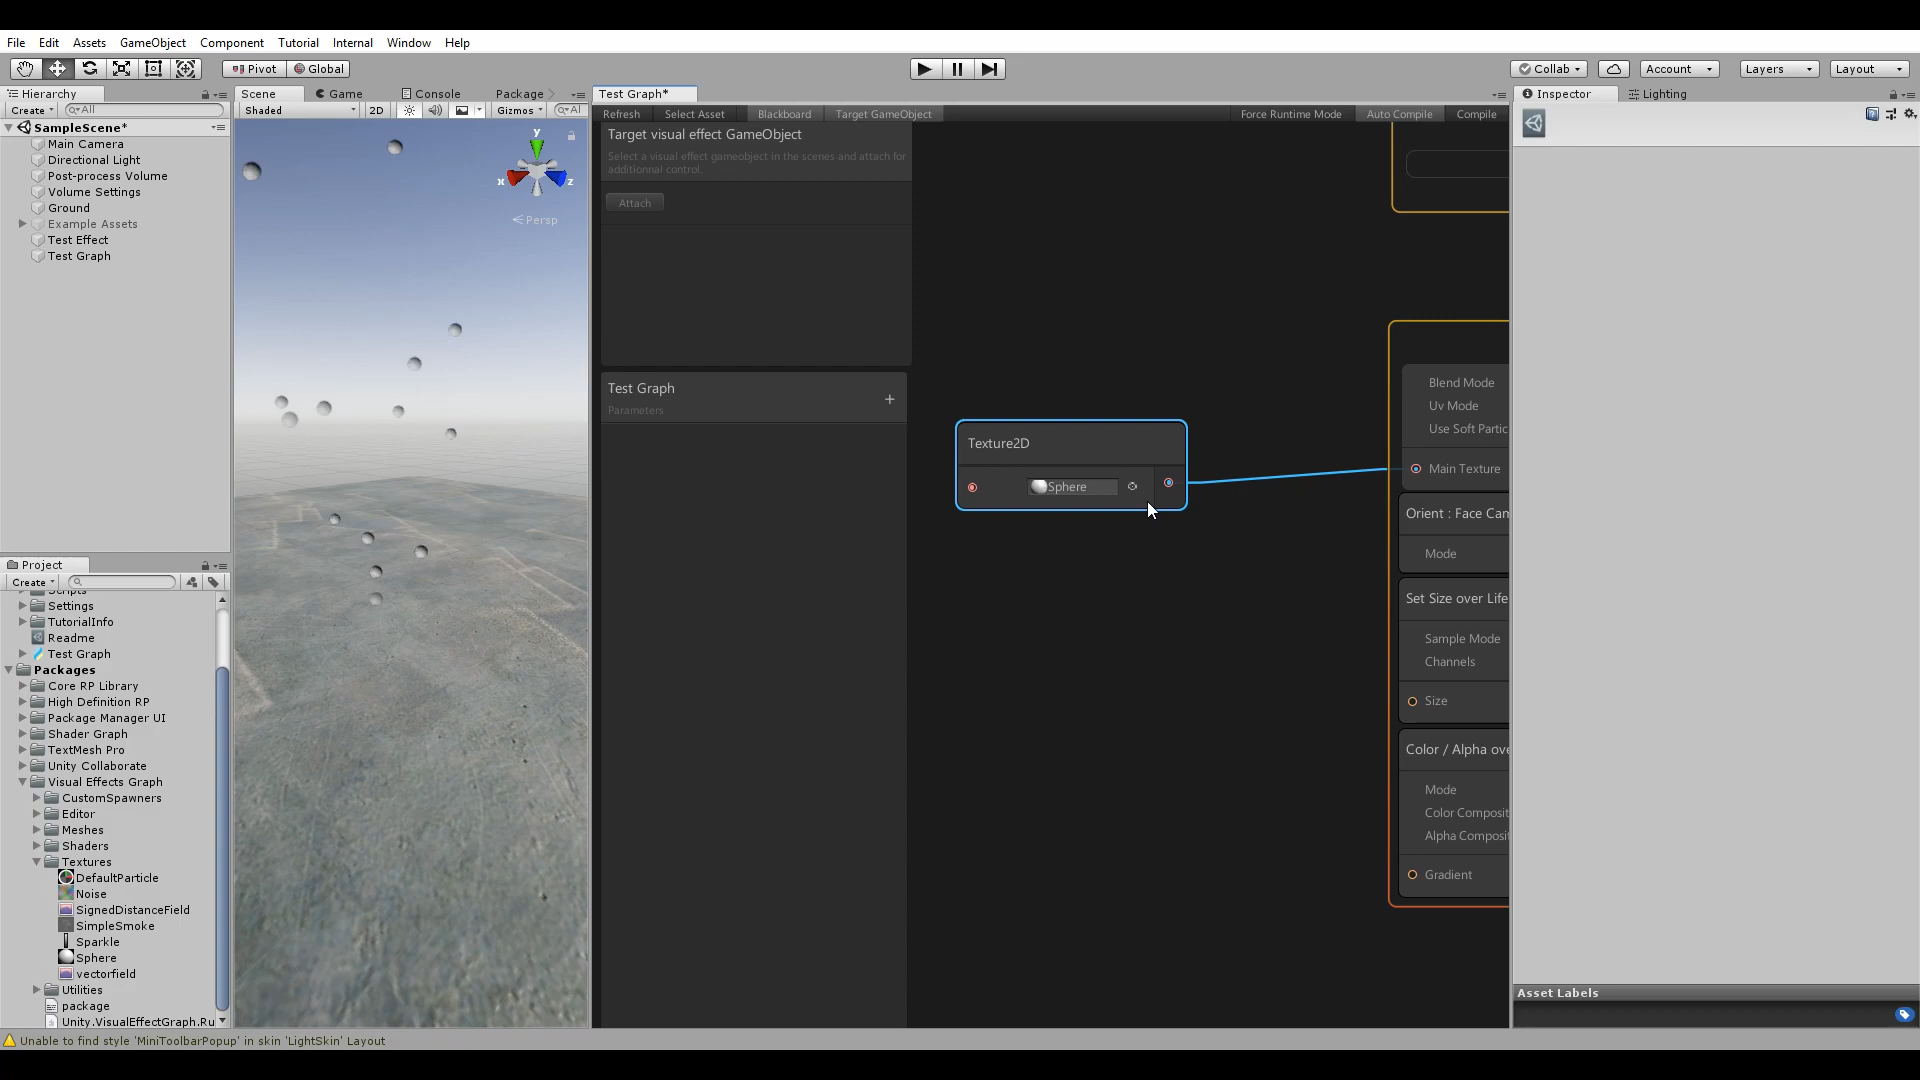 File Edit Assets GameObject Component Tutorial Internal Window Help
Pivot Global
Collab Account Layers Layout
Hierarchy
Create All
SampleScene*
Main Camera
Directional Light
Post-process Volume
Volume Settings
Ground
Example Assets
Test Effect
Test Graph
Scene Game Console Package
Shaded 2D Gizmos All
y
x
z
Persp
Test Graph*
Refresh Select Asset Blackboard Target GameObject Force Runtime Mode Auto Compile Compile
Target visual effect GameObject
Select a visual effect gameobject in the scenes and attach for
additionnal control.
Attach
Test Graph
Parameters
+
Texture2D
Sphere
Blend Mode
Uv Mode
Use Soft Partic
Main Texture
Orient : Face Cam
Mode
Set Size over Life
Sample Mode
Channels
Size
Color / Alpha ove
Mode
Color Composit
Alpha Composit
Gradient
Inspector Lighting
Asset Labels
Project
Create
Scripts
Settings
TutorialInfo
Readme
Test Graph
Packages
Core RP Library
High Definition RP
Package Manager UI
Shader Graph
TextMesh Pro
Unity Collaborate
Visual Effects Graph
CustomSpawners
Editor
Meshes
Shaders
Textures
DefaultParticle
Noise
SignedDistanceField
SimpleSmoke
Sparkle
Sphere
vectorfield
Utilities
package
Unity.VisualEffectGraph.Ru
Unable to find style 'MiniToolbarPopup' in skin 'LightSkin' Layout